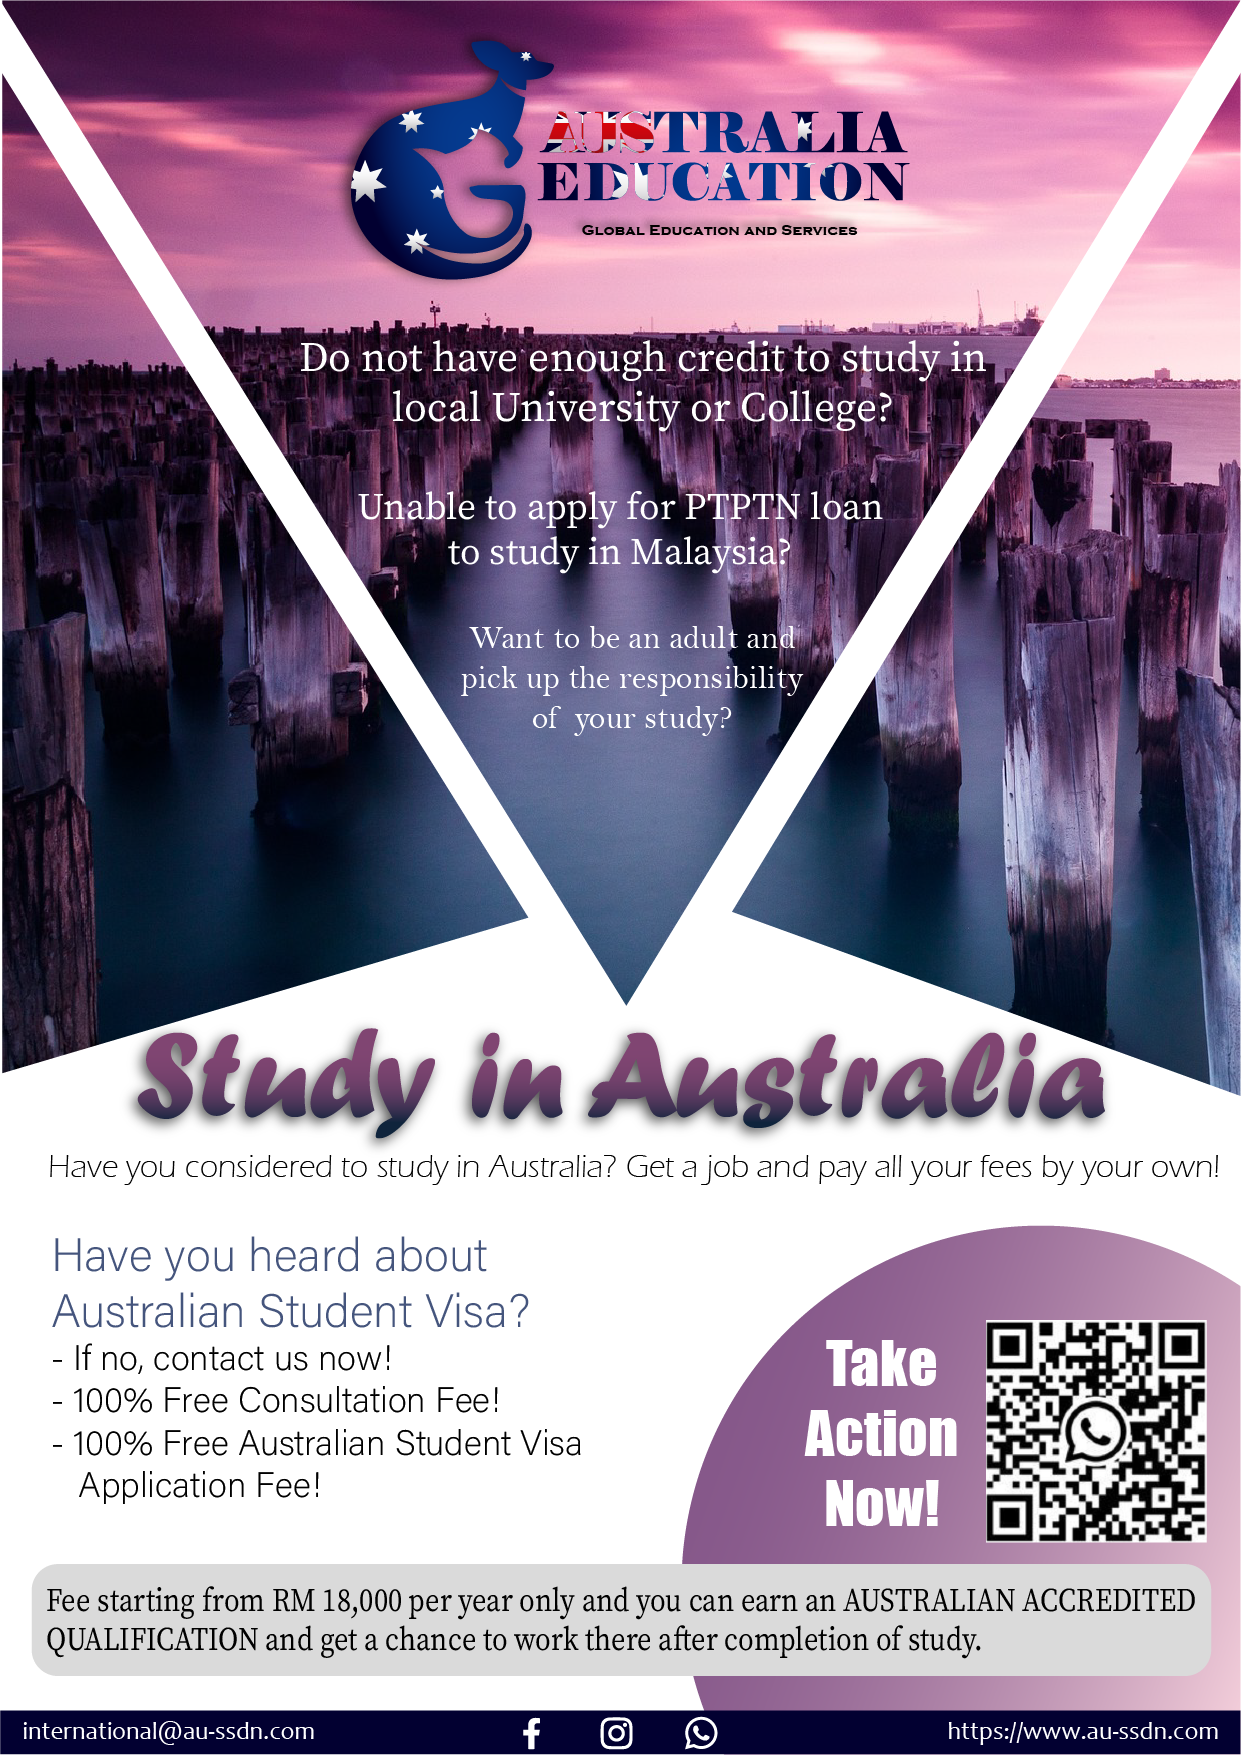 AUSTRALIA
EDUCATION
Global Education and Services
Do not have enough credit to study in
local University or College?
Unable to apply for PTPTN loan
to study in Malaysia?
Want to be an adult and
pick up the responsibility
of your study?
Study in Australia
Have you considered to study in Australia? Get a job and pay all your fees by your own!
Have you heard about
Australian Student Visa?
- If no, contact us now!
- 100% Free Consultation Fee!
- 100% Free Australian Student Visa
Application Fee!
Take
Action
Now!
Fee starting from RM 18,000 per year only and you can earn an AUSTRALIAN ACCREDITED
QUALIFICATION and get a chance to work there after completion of study.
international@au-ssdn.com
https://www.au-ssdn.com